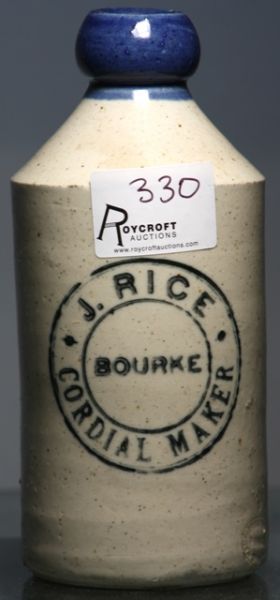 330
ROYCROFT
AUCTIONS
www.roycroftauctions.com
J. RICE
BOURKE
CORDIAL MAKER